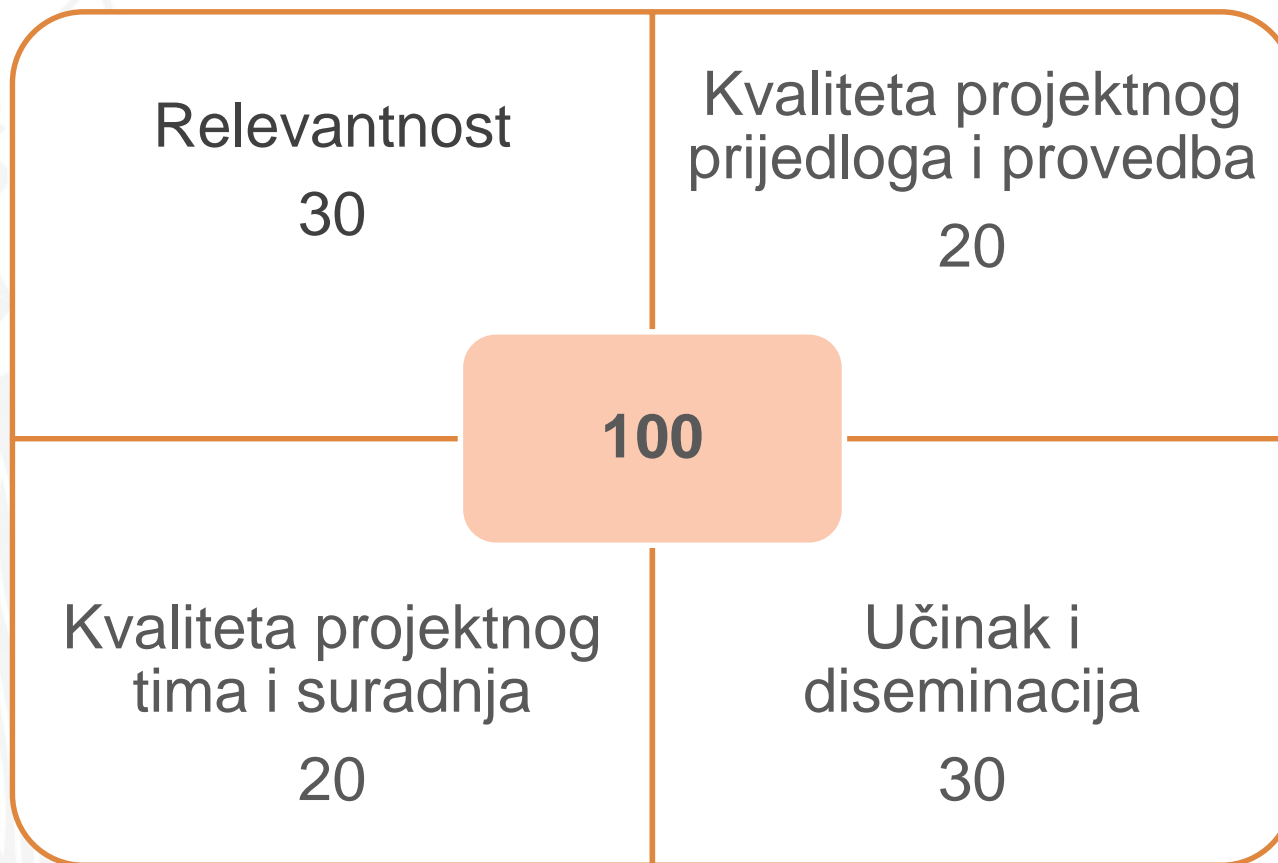 Relevantnost
30
Kvaliteta projektnog
prijedloga i provedba
20
100
Kvaliteta projektnog
tima i suradnja
20
Učinak i
diseminacija
30